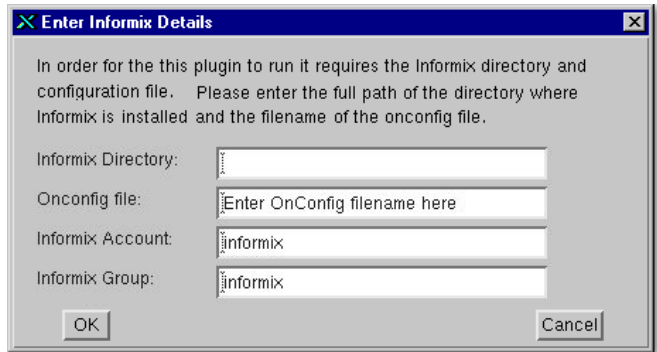 Enter Informix Details
In order for the this plugin to run it requires the Informix directory and
configuration file. Please enter the full path of the directory where
Informix is installed and the filename of the onconfig file.
Informix Directory:
Onconfig file: Enter OnConfig filename here
Informix Account: informix
Informix Group: informix
OK Cancel